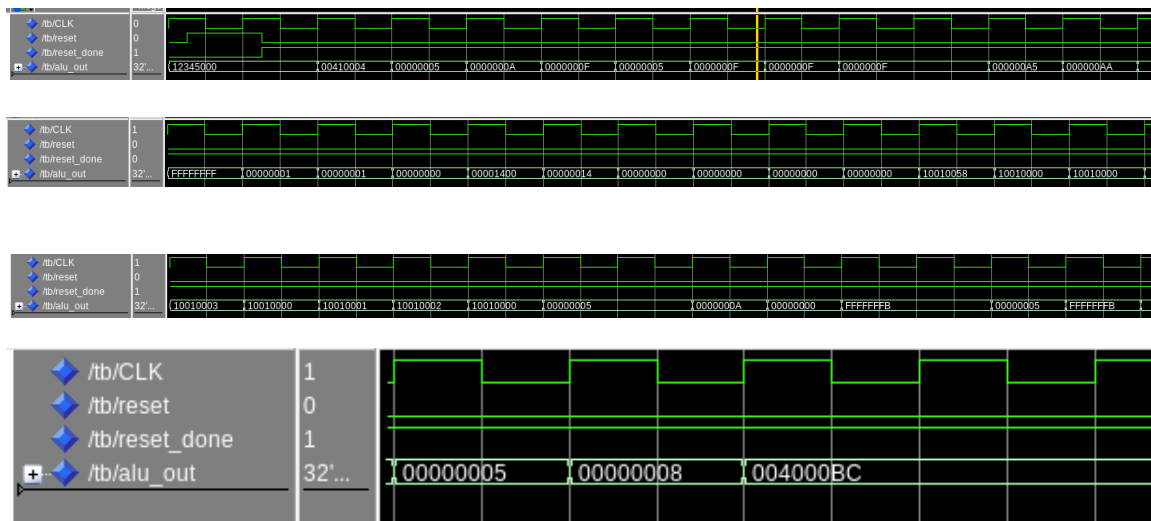 /tb/CLK 0
/tb/reset 0
/tb/reset_done 1
/tb/alu_out 32'... 12345000 00410004 00000005 0000000A 0000000F 00000005 0000000F 0000000F 0000000F 000000A5 000000AA
/tb/CLK 1
/tb/reset 0
/tb/reset_done 0
/tb/alu_out 32'... FFFFFFFF 00000001 00000001 00000000 00001400 00000014 00000000 00000000 00000000 00000000 10010058 10010000 10010000
/tb/CLK 1
/tb/reset 0
/tb/reset_done 1
/tb/alu_out 32'... 10010003 10010000 10010001 10010002 10010000 00000005 0000000A 00000000 FFFFFFFB 00000005 FFFFFFFB
/tb/CLK 1
/tb/reset 0
/tb/reset_done 1
/tb/alu_out 32'... 00000005 00000008 004000BC